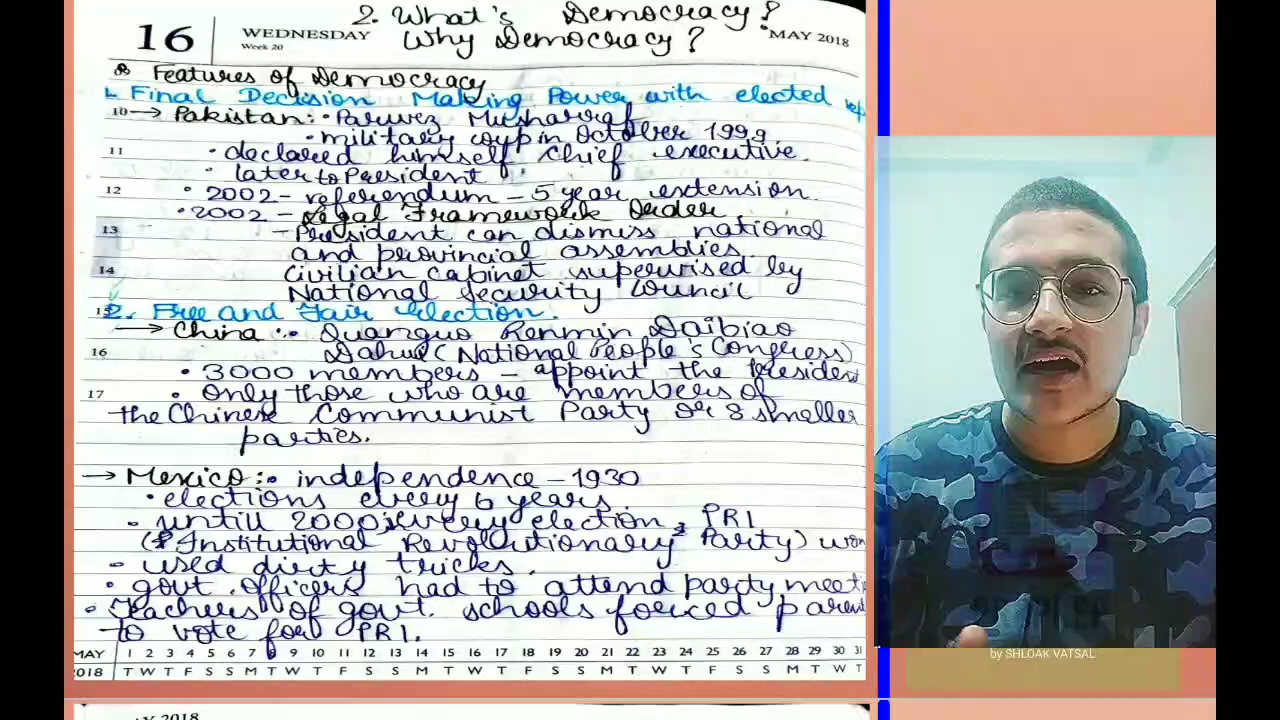 2. What's Democracy?
16 WEDNESDAY Why Democracy? MAY 2018
Week 20
Features of Democracy
1. Final Decision Making Power with elected rep
10 → Pakistan: • Parvez Musharraf
• military coup in October 1999
11 • declared himself chief executive.
• later to President
12 • 2002 - referendum - 5 year extension.
• 2002 - Legal Framework Order
13 - President can dismiss national
and provincial assemblies.
14 Civilian cabinet supervised by
National Security Council
15 2. Free and Fair election.
→ China :• Quanguo Renmin Daibiao
16 Dahui (National People's Congress)
• 3000 members - appoint the President
17 • only those who are members of
the Chinese Communist Party or 8 smaller
parties.
→ Mexico :• independence - 1930
• elections every 6 years.
• untill 2000, every election, PRI
(Institutional Revolutionary Party) won
• used dirty tricks.
• govt. officers had to attend party meeti
• Teachers of govt. schools forced paren
to vote for PRI.
MAY 1 2 3 4 5 6 7 8 9 10 11 12 13 14 15 16 17 18 19 20 21 22 23 24 25 26 27 28 29 30 31
2018 T W T F S S M T W T F S S M T W T F S S M T W T F S S M T W T
by SHLOAK VATSAL
MAY 2018